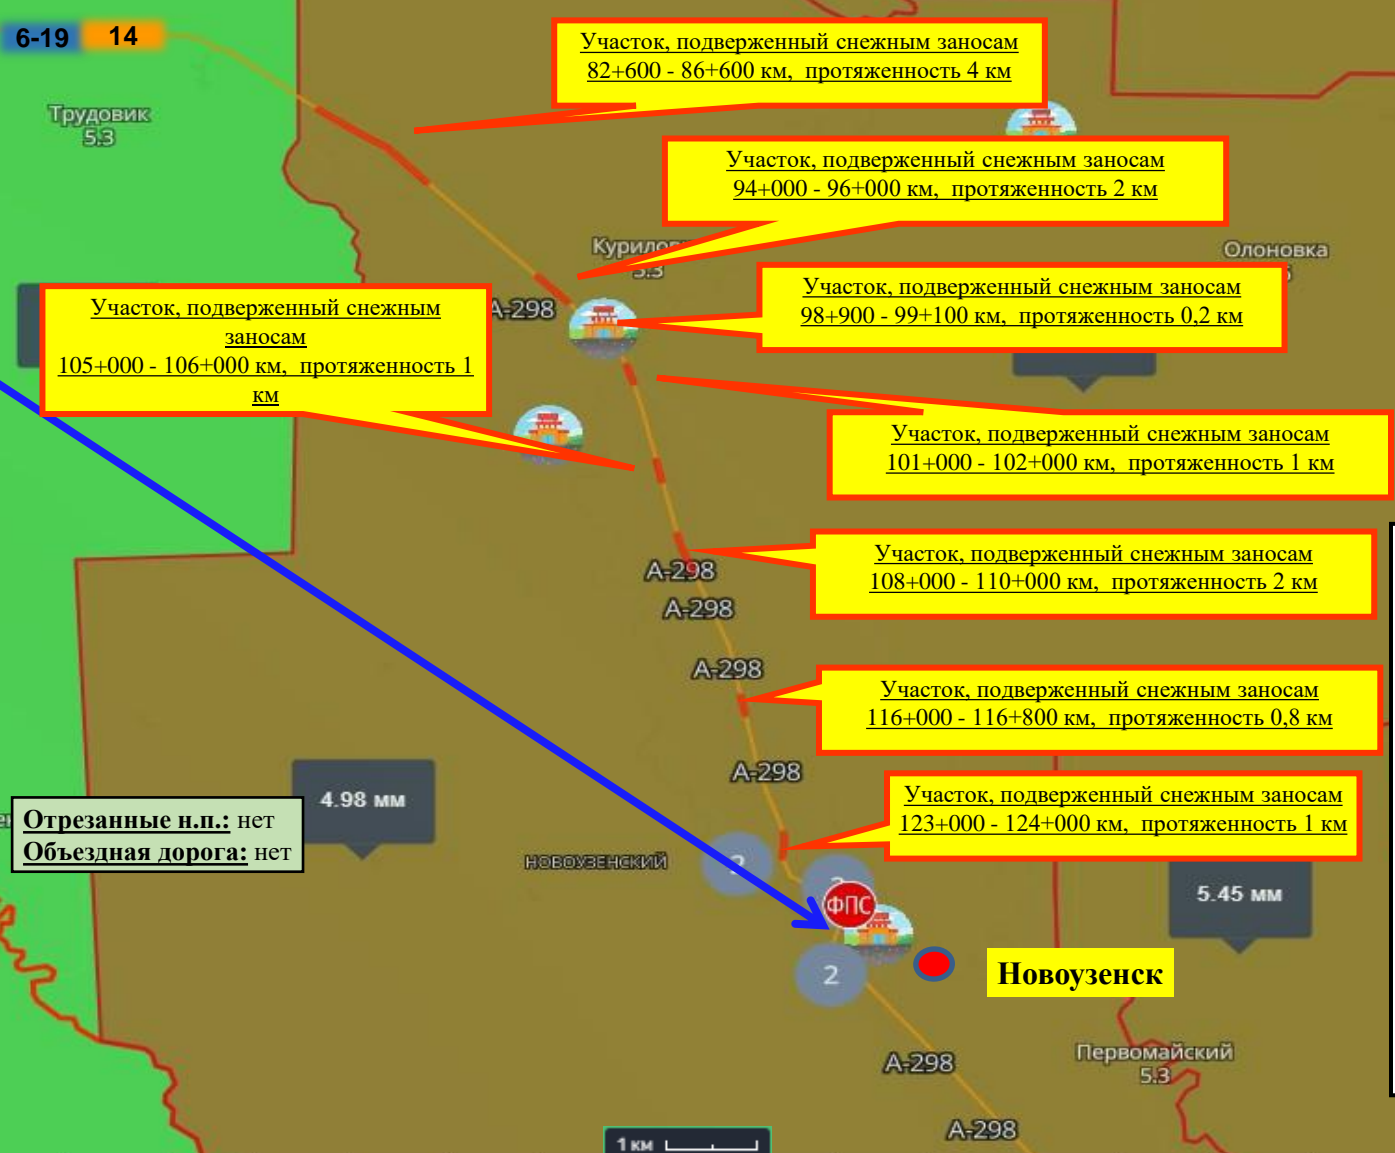 6-19 14
Участок, подверженный снежным заносам
82+600 - 86+600 км, протяженность 4 км
Трудовик
5.3
Участок, подверженный снежным заносам
94+000 - 96+000 км, протяженность 2 км
5.3
Олоновка
Участок, подверженный снежным заносам
98+900 - 99+100 км, протяженность 0,2 км
А-298
Участок, подверженный снежным
заносам
105+000 - 106+000 км, протяженность 1
км
Участок, подверженный снежным заносам
101+000 - 102+000 км, протяженность 1 км
Участок, подверженный снежным заносам
108+000 - 110+000 км, протяженность 2 км
А-298
А-298
А-298
Участок, подверженный снежным заносам
116+000 - 116+800 км, протяженность 0,8 км
А-298
Участок, подверженный снежным заносам
123+000 - 124+000 км, протяженность 1 км
4.98 мм
Отрезанные н.п.: нет
Объездная дорога: нет
НОВОУЗЕНСКИЙ
2
ФПС
5.45 мм
2
Новоузенск
Первомайский
5.3
А-298
А-298
1 км